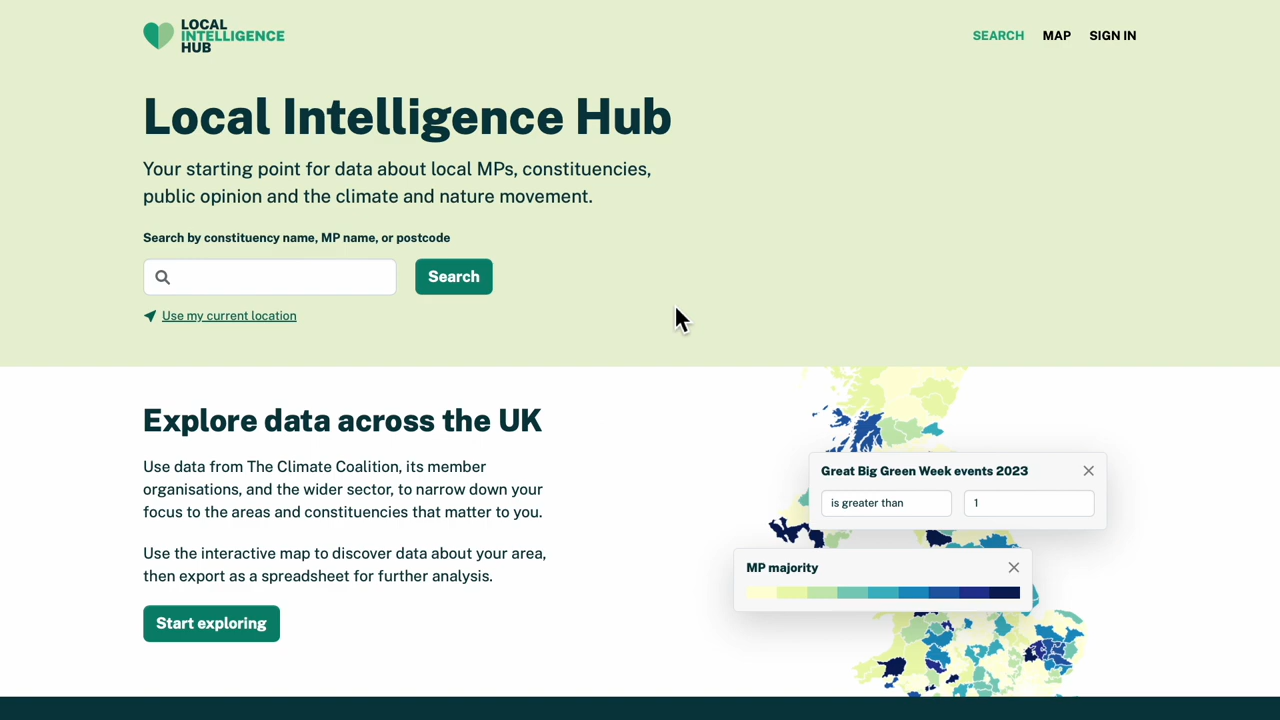 LOCAL
INTELLIGENCE
HUB
SEARCH
MAP
SIGN IN
Local Intelligence Hub
Your starting point for data about local MPs, constituencies,
public opinion and the climate and nature movement.
Search by constituency name, MP name, or postcode
Search
Use my current location
Explore data across the UK
Use data from The Climate Coalition, its member
organisations, and the wider sector, to narrow down your
focus to the areas and constituencies that matter to you.
Use the interactive map to discover data about your area,
then export as a spreadsheet for further analysis.
Start exploring
Great Big Green Week events 2023
is greater than
1
MP majority